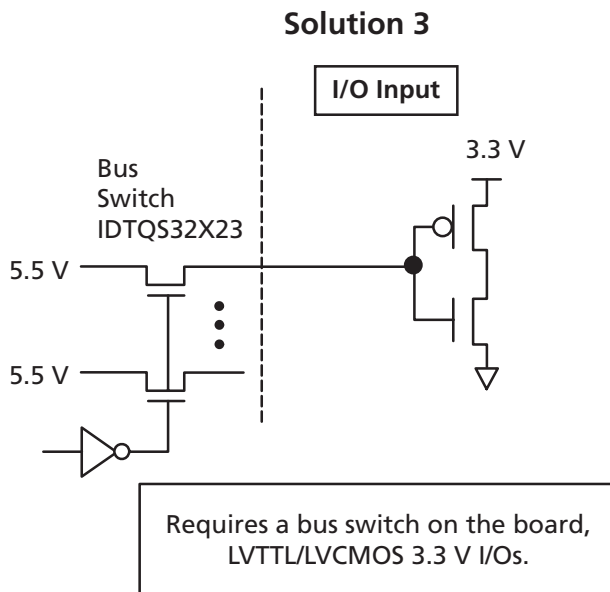 Solution 3
I/O Input
3.3 V
Bus
Switch
IDTQS32X23
5.5 V
5.5 V
Requires a bus switch on the board,
LVTTL/LVCMOS 3.3 V I/Os.